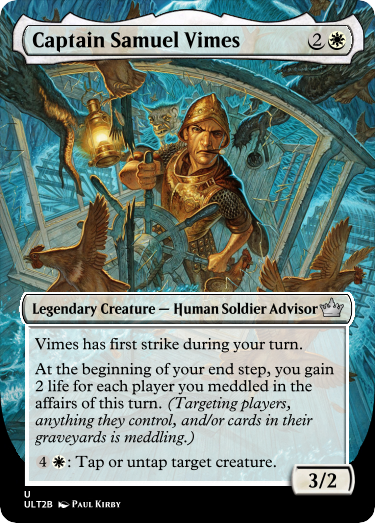 Captain Samuel Vimes 2
Legendary Creature — Human Soldier Advisor
Vimes has first strike during your turn.
At the beginning of your end step, you gain
2 life for each player you meddled in the
affairs of this turn. (Targeting players,
anything they control, and/or cards in their
graveyards is meddling.)
4 : Tap or untap target creature.
3/2
U
ULT2B Paul Kirby